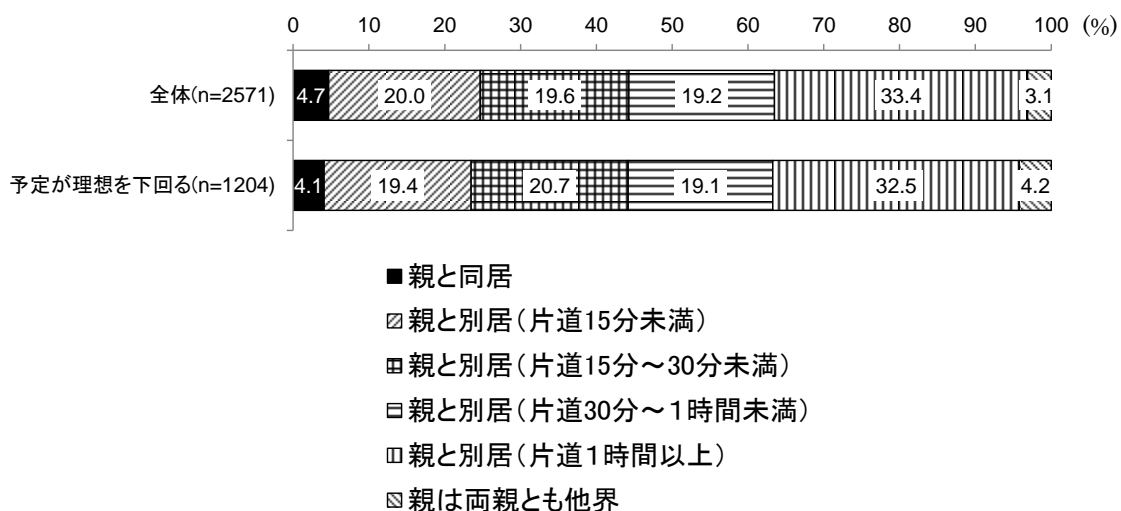 0 10 20 30 40 50 60 70 80 90 100 (%)
全体(n=2571) 4.7 20.0 19.6 19.2 33.4 3.1
予定が理想を下回る(n=1204) 4.1 19.4 20.7 19.1 32.5 4.2
親と同居
親と別居(片道15分未満)
親と別居(片道15分~30分未満)
親と別居(片道30分~1時間未満)
親と別居(片道1時間以上)
親は両親とも他界